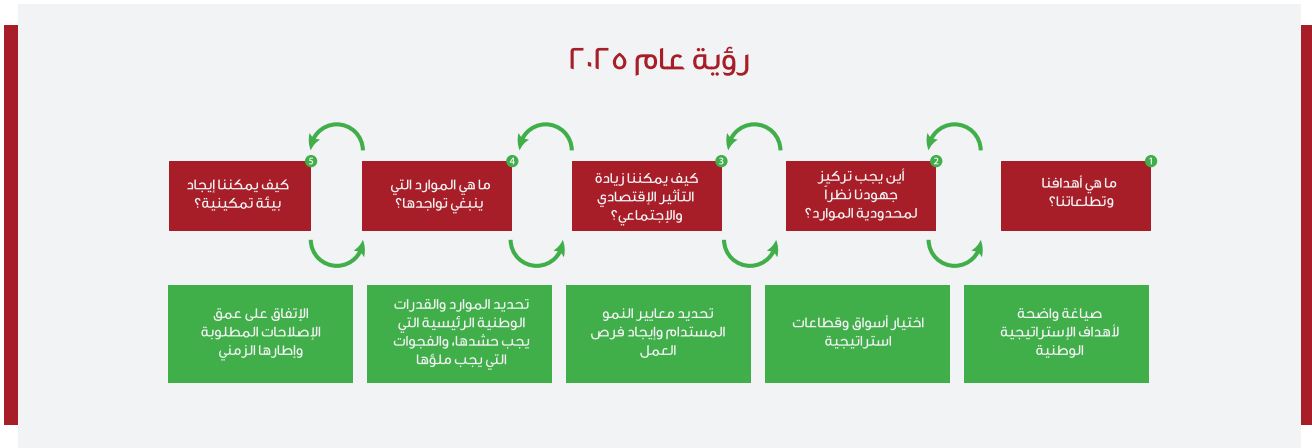 رؤية عام ٢٠٢٥
1
ما هي أهدافنا
وتطلعاتنا؟
2
أين يجب تركيز
جهودنا نظراً
لمحدودية الموارد؟
3
كيف يمكننا زيادة
التأثير الإقتصادي
والإجتماعي؟
4
ما هي الموارد التي
ينبغي تواجدها؟
5
كيف يمكننا إيجاد
بيئة تمكينية؟
صياغة واضحة
لأهداف الإستراتيجية
الوطنية
اختيار أسواق وقطاعات
استراتيجية
تحديد معايير النمو
المستدام وإيجاد فرص
العمل
تحديد الموارد والقدرات
الوطنية الرئيسية التي
يجب حشدها، والفجوات
التي يجب ملؤها
الإتفاق على عمق
الإصلاحات المطلوبة
وإطارها الزمني